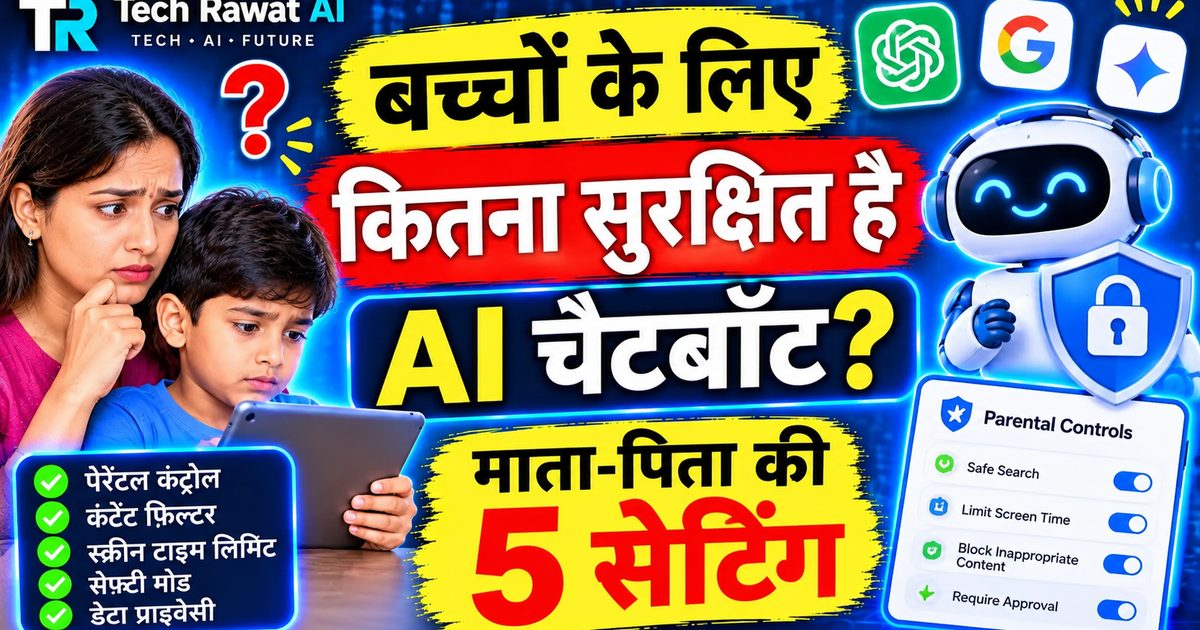 TR Tech Rawat AI
TECH • AI • FUTURE
?
बच्चों के लिए
कितना सुरक्षित है
AI चैटबॉट?
माता-पिता की
5 सेटिंग
पेरेंटल कंट्रोल
कंटेंट फ़िल्टर
स्क्रीन टाइम लिमिट
सेफ़्टी मोड
डेटा प्राइवेसी
G
Parental Controls
Safe Search
Limit Screen Time
Block Inappropriate
Content
Require Approval